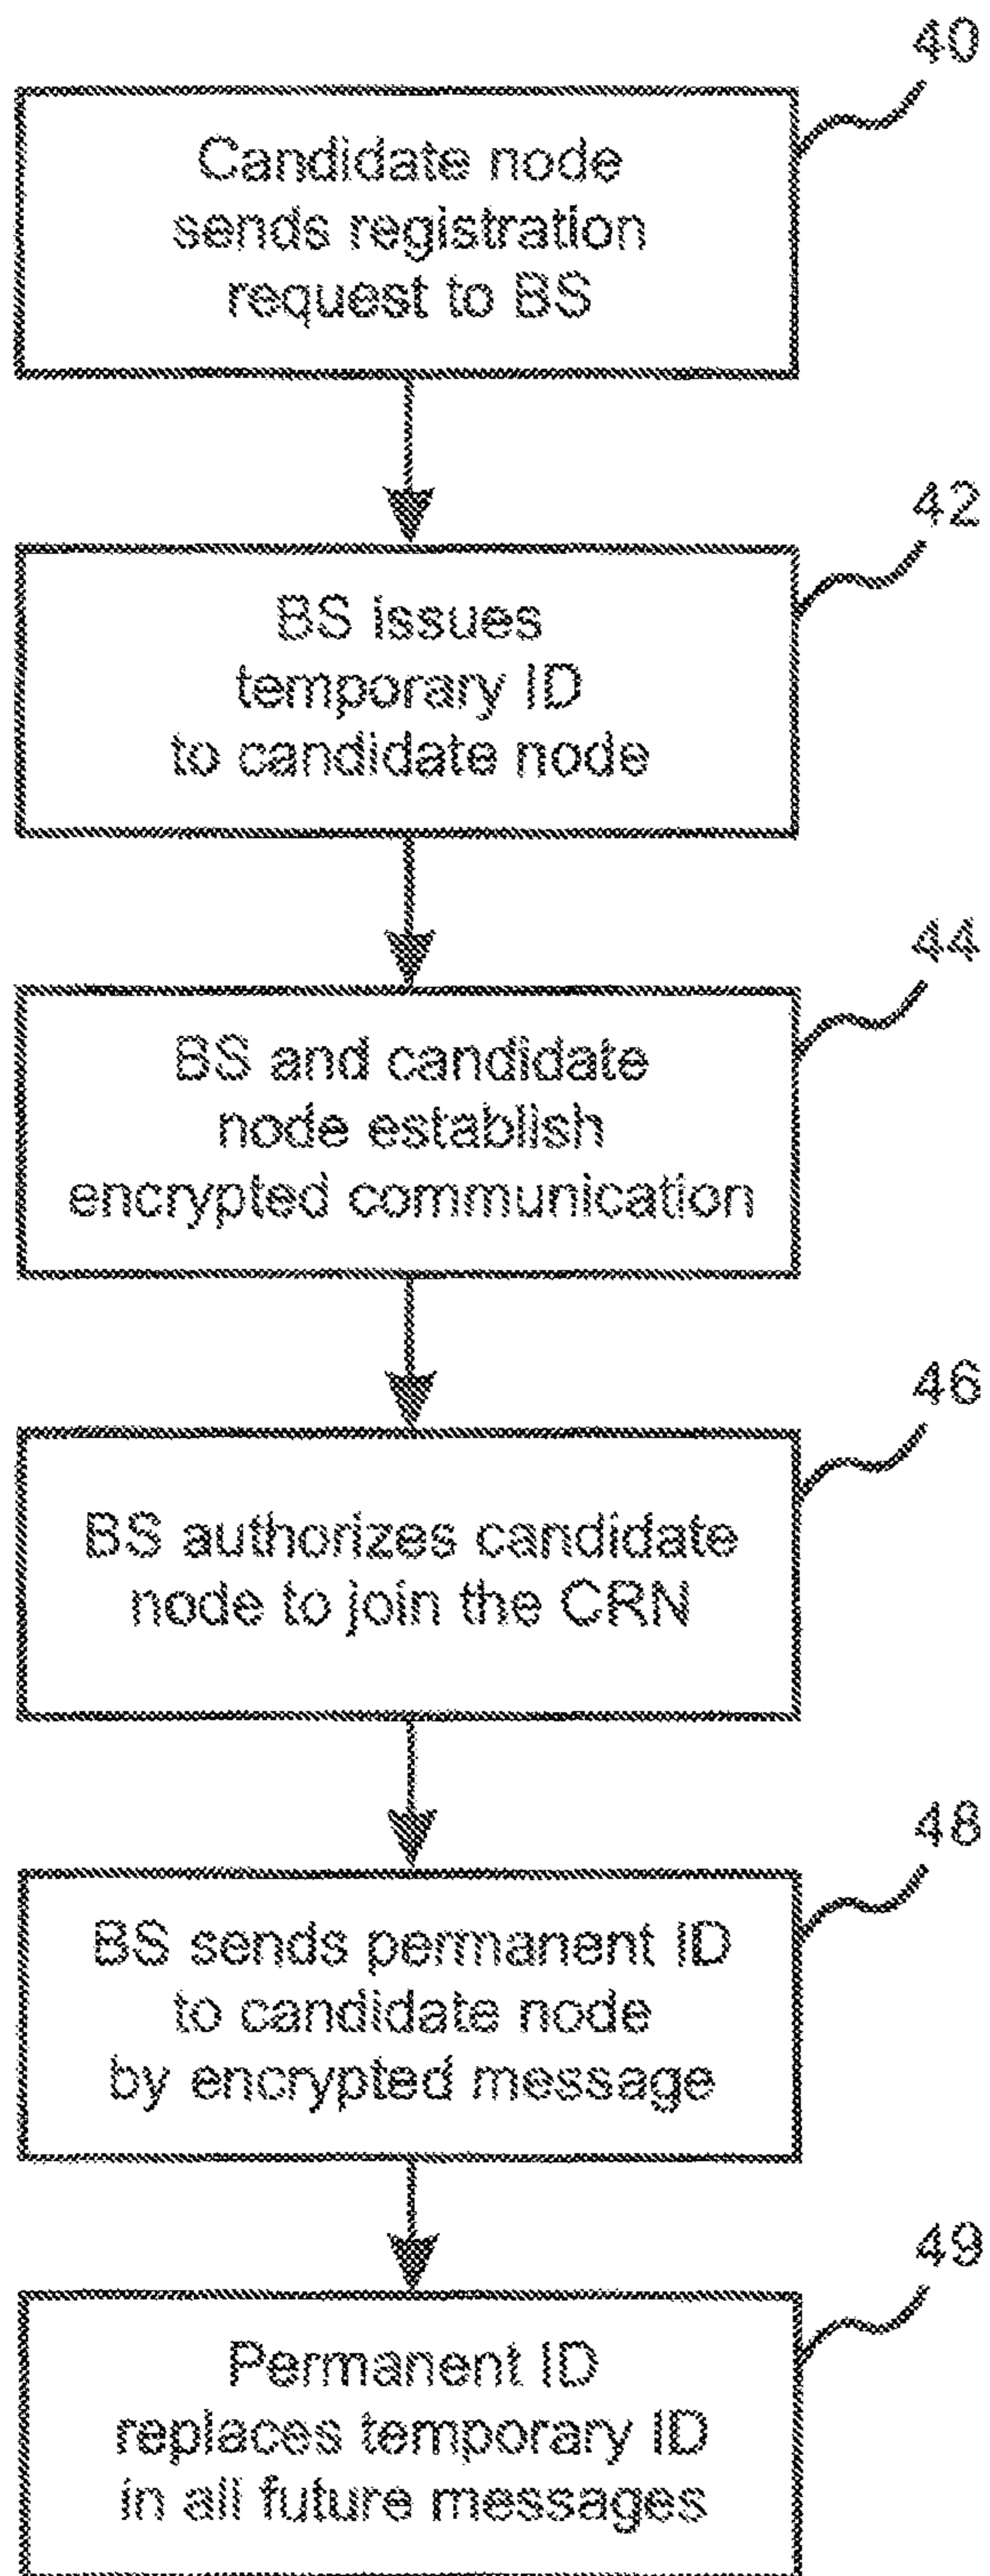 40
Candidate node
sends registration
request to BS
42
BS issues
temporary ID
to candidate node
44
BS and candidate
node establish
encrypted communication
46
BS authorizes candidate
node to join the CRN
48
BS sends permanent ID
to candidate node
by encrypted message
49
Permanent ID
replaces temporary ID
in all future messages